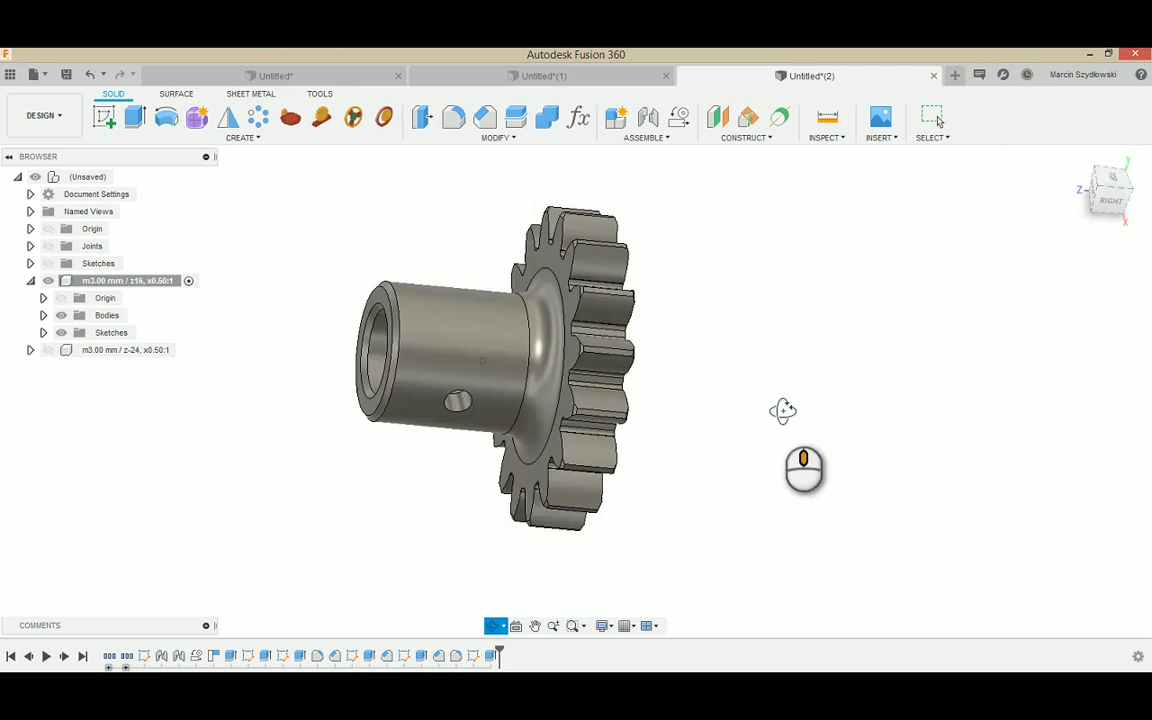 Autodesk Fusion 360
Untitled* Untitled*(1) Untitled*(2) Marcin Szydłowski
SOLID SURFACE SHEET METAL TOOLS
DESIGN
CREATE MODIFY ASSEMBLE CONSTRUCT INSPECT INSERT SELECT
BROWSER
(Unsaved)
Document Settings
Named Views
Origin
Joints
Sketches
m3.00 mm / z16, x0.50:1
Origin
Bodies
Sketches
m3.00 mm / z-24, x0.50:1
Y
Z
RIGHT
X
COMMENTS